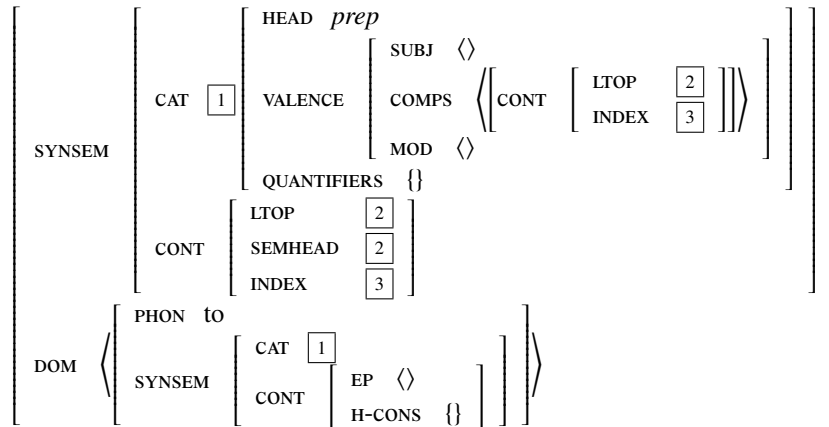 HEAD prep
SUBJ ⟨⟩
CAT 1 VALENCE COMPS ⟨[CONT [LTOP 2
INDEX 3]]⟩
SYNSEM MOD ⟨⟩
QUANTIFIERS {}
LTOP 2
CONT SEMHEAD 2
INDEX 3
PHON to
DOM ⟨ CAT 1
SYNSEM CONT EP ⟨⟩ ⟩
H-CONS {}